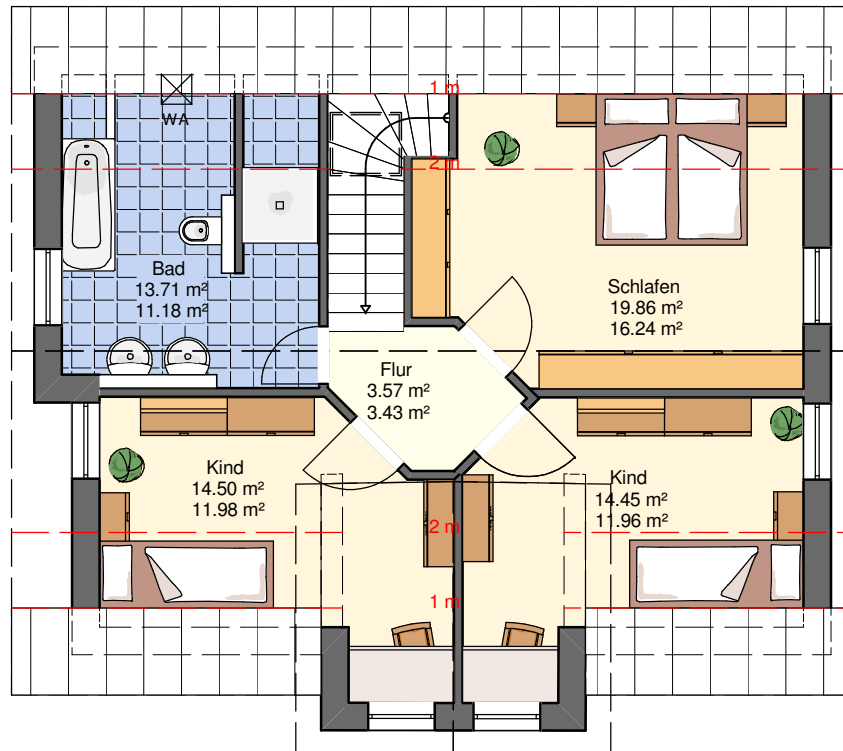 1 m
WA
2 m
Bad
13.71 m²
11.18 m²
Schlafen
19.86 m²
16.24 m²
Flur
3.57 m²
3.43 m²
Kind
14.50 m²
11.98 m²
Kind
14.45 m²
11.96 m²
2 m
1 m